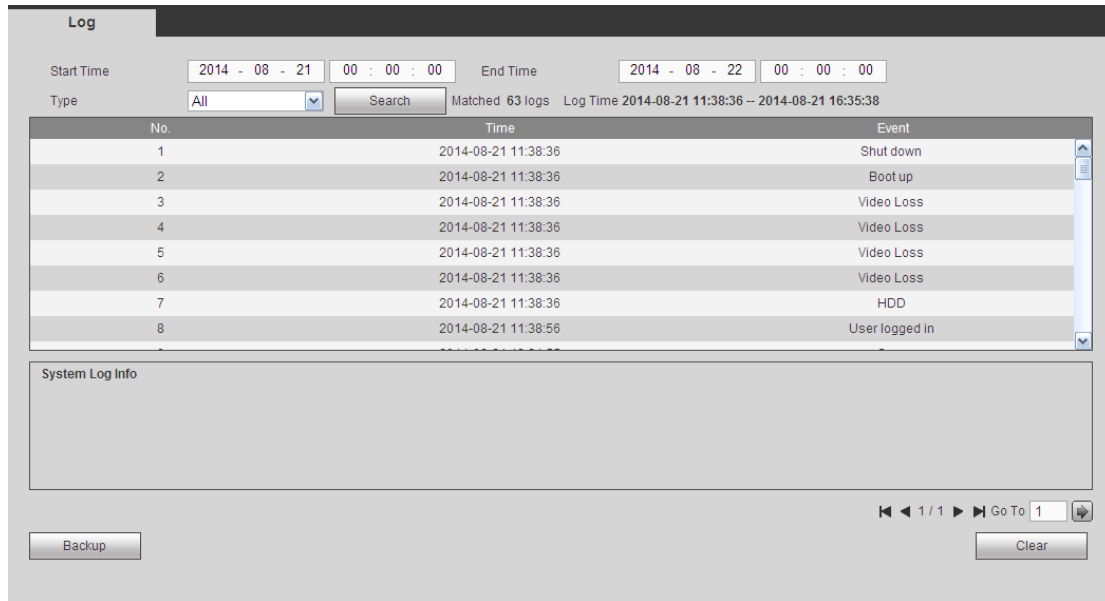 Log
Start Time 2014 - 08 - 21 00 : 00 : 00 End Time 2014 - 08 - 22 00 : 00 : 00
Type All Search Matched 63 logs Log Time 2014-08-21 11:38:36 -- 2014-08-21 16:35:38
No. Time Event
1 2014-08-21 11:38:36 Shut down
2 2014-08-21 11:38:36 Boot up
3 2014-08-21 11:38:36 Video Loss
4 2014-08-21 11:38:36 Video Loss
5 2014-08-21 11:38:36 Video Loss
6 2014-08-21 11:38:36 Video Loss
7 2014-08-21 11:38:36 HDD
8 2014-08-21 11:38:56 User logged in
System Log Info
1 / 1 Go To 1
Backup Clear